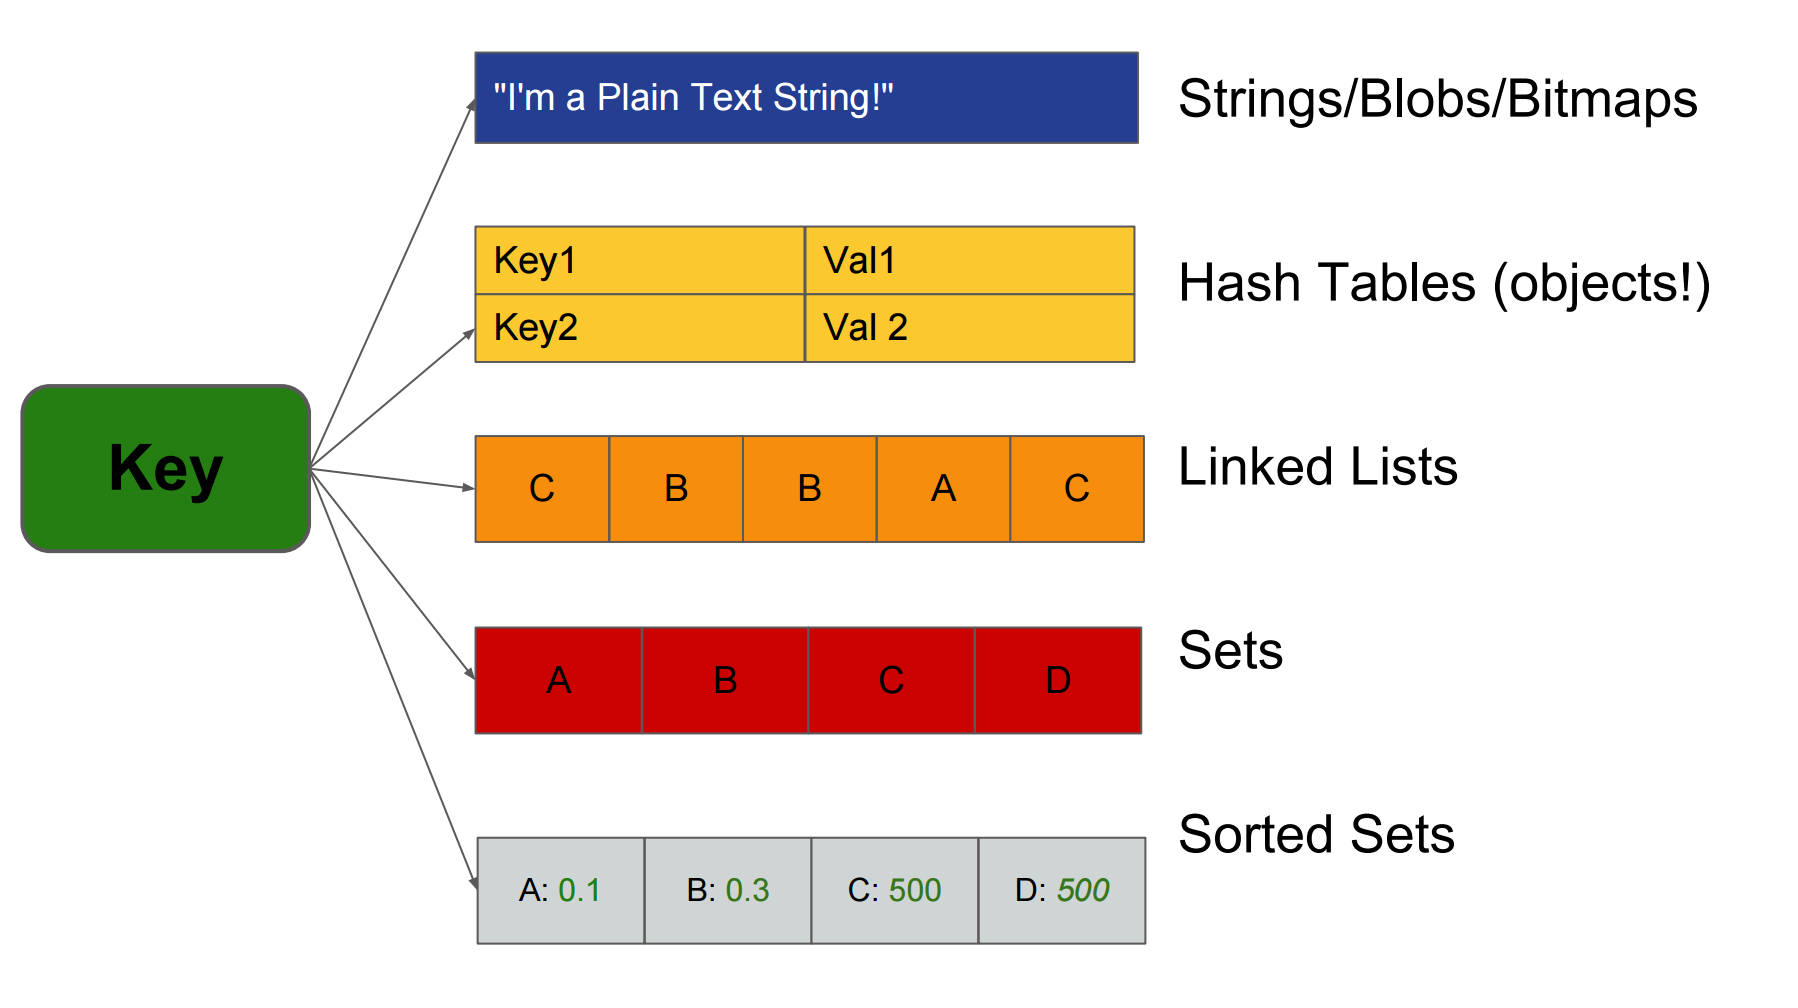 "I'm a Plain Text String!"
Strings/Blobs/Bitmaps
Key1 Val1
Key2 Val 2
Hash Tables (objects!)
Key
C B B A C
Linked Lists
A B C D
Sets
A: 0.1 B: 0.3 C: 500 D: 500
Sorted Sets